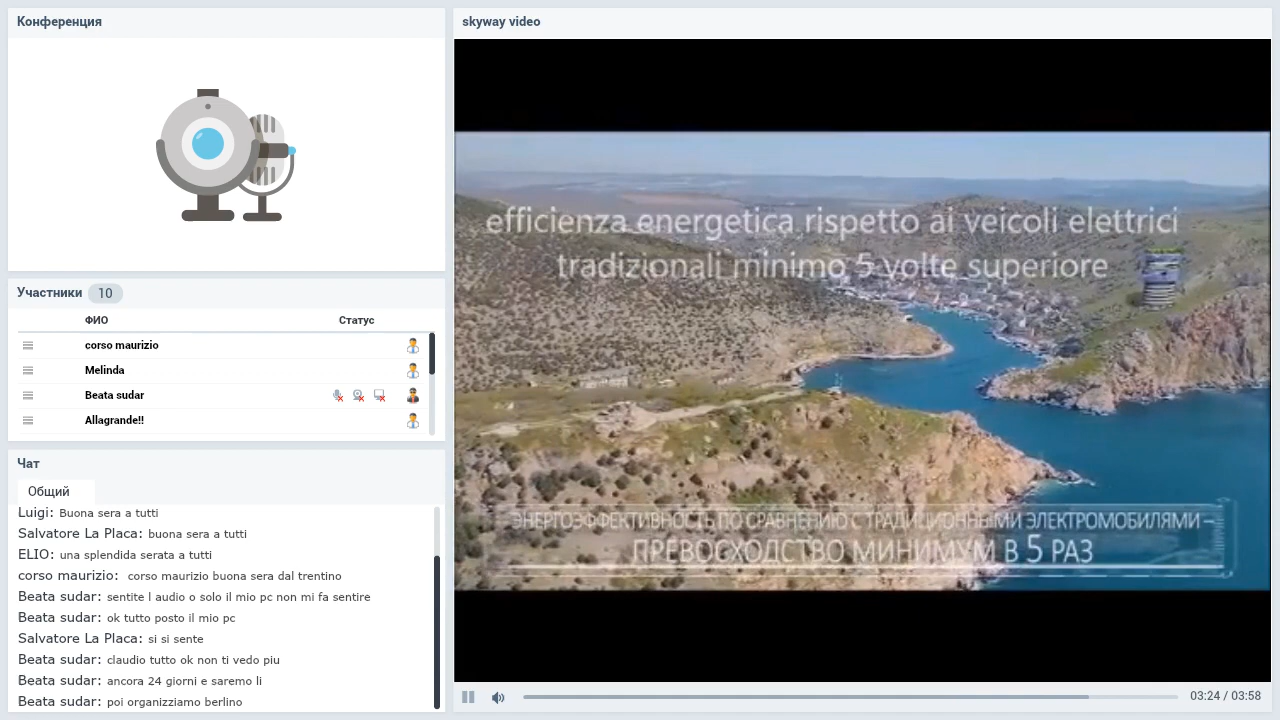 Конференция
Участники 10
ФИО Статус
corso maurizio
Melinda
Beata sudar
Allagrande!!
Чат
Общий
Luigi: Buona sera a tutti
Salvatore La Placa: buona sera a tutti
ELIO: una splendida serata a tutti
corso maurizio: corso maurizio buona sera dal trentino
Beata sudar: sentite l audio o solo il mio pc non mi fa sentire
Beata sudar: ok tutto posto il mio pc
Salvatore La Placa: si si sente
Beata sudar: claudio tutto ok non ti vedo piu
Beata sudar: ancora 24 giorni e saremo li
Beata sudar: poi organizziamo berlino
skyway video
efficienza energetica rispetto ai veicoli elettrici
tradizionali minimo 5 volte superiore
ЭНЕРГОЭФФЕКТИВНОСТЬ ПО СРАВНЕНИЮ С ТРАДИЦИОННЫМИ ЭЛЕКТРОМОБИЛЯМИ –
ПРЕВОСХОДСТВО МИНИМУМ В 5 РАЗ
03:24 / 03:58